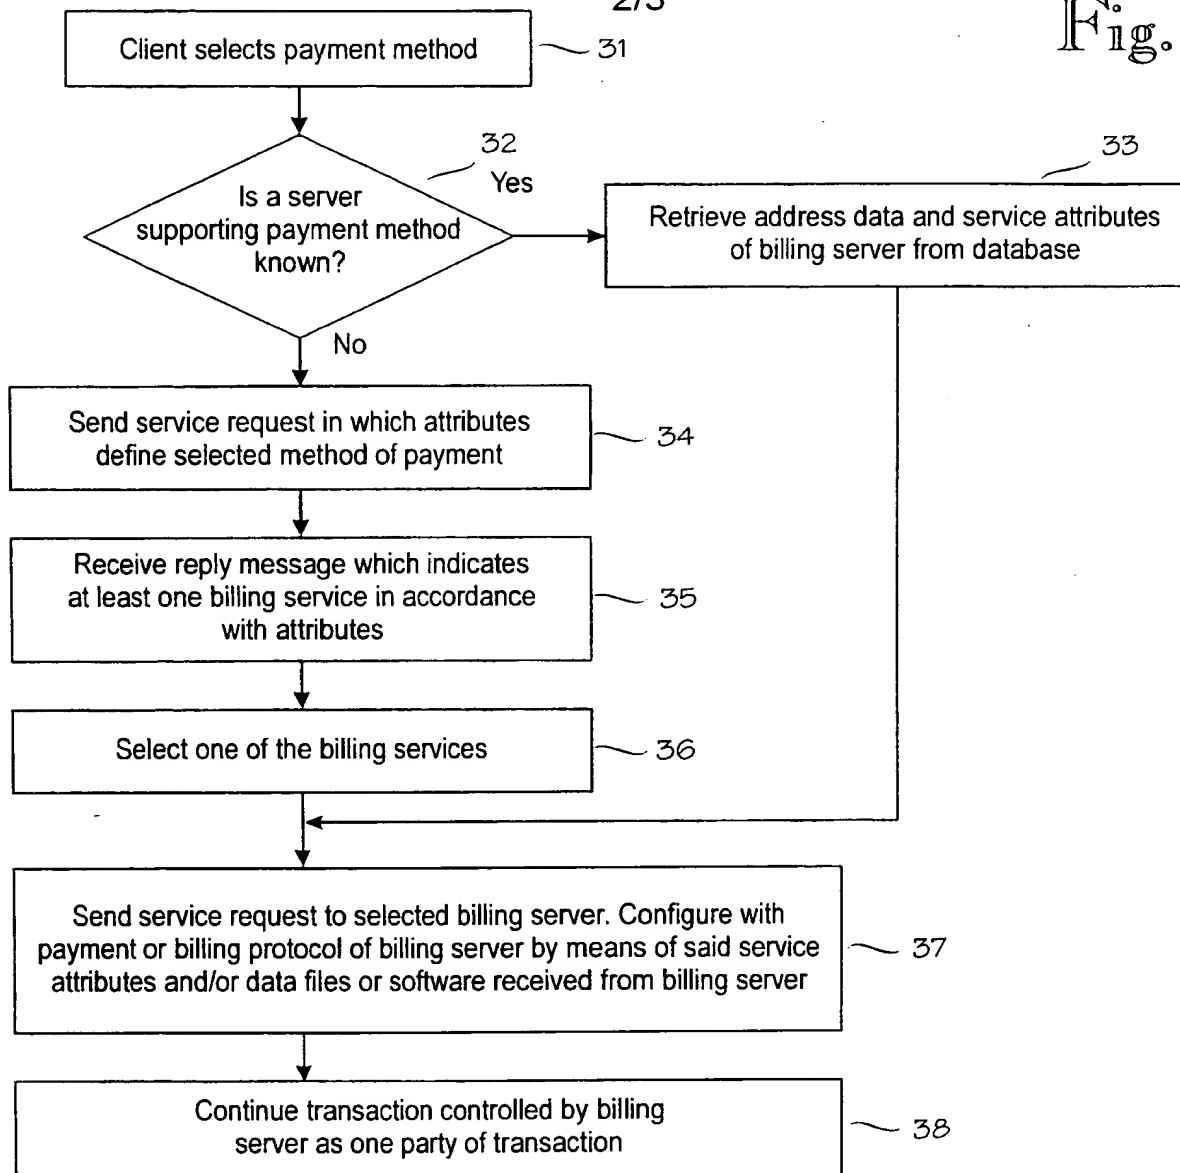 2/3
Fig.
Client selects payment method
31
32
Yes
33
Is a server
supporting payment method
known?
Retrieve address data and service attributes
of billing server from database
No
Send service request in which attributes
define selected method of payment
34
Receive reply message which indicates
at least one billing service in accordance
with attributes
35
Select one of the billing services
36
Send service request to selected billing server. Configure with
payment or billing protocol of billing server by means of said service
attributes and/or data files or software received from billing server
37
Continue transaction controlled by billing
server as one party of transaction
38